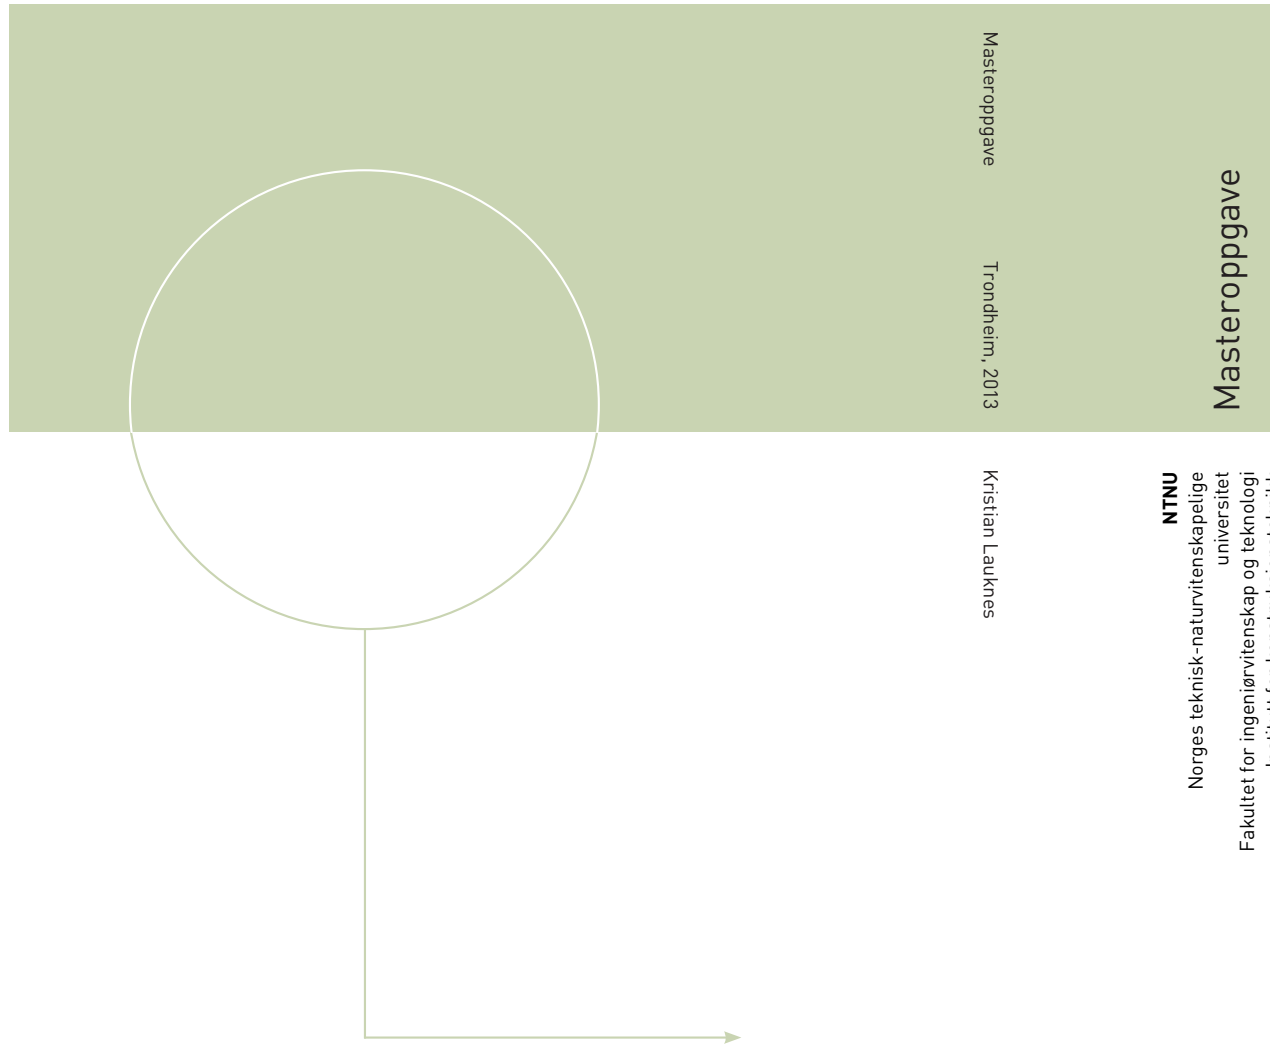 Masteroppgave
Trondheim, 2013
Kristian Lauknes
Masteroppgave
NTNU
Norges teknisk-naturvitenskapelige
universitet
Fakultet for ingeniørvitenskap og teknologi